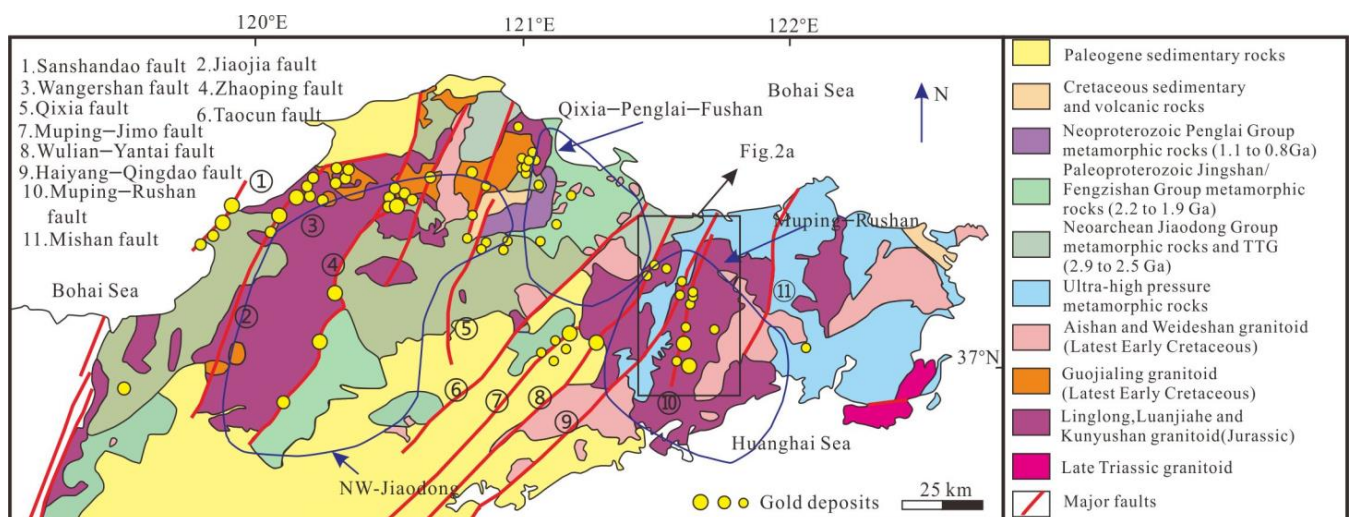 120°E
121°E
122°E
1.Sanshandao fault 2.Jiaojia fault
3.Wangershan fault 4.Zhaoping fault
5.Qixia fault 6.Taocun fault
7.Muping—Jimo fault
8.Wulian—Yantai fault
9.Haiyang—Qingdao fault
10.Muping—Rushan
fault
11.Mishan fault
Bohai Sea
N
Qixia—Penglai—Fushan
Fig.2a
Muping—Rushan
Bohai Sea
①
②
③
④
⑤
⑥
⑦
⑧
⑨
⑩
⑪
37°N
Huanghai Sea
NW-Jiaodong
Gold deposits
25 km
Paleogene sedimentary rocks
Cretaceous sedimentary
and volcanic rocks
Neoproterozoic Penglai Group
metamorphic rocks (1.1 to 0.8Ga)
Paleoproterozoic Jingshan/
Fengzishan Group metamorphic
rocks (2.2 to 1.9 Ga)
Neoarchean Jiaodong Group
metamorphic rocks and TTG
(2.9 to 2.5 Ga)
Ultra-high pressure
metamorphic rocks
Aishan and Weideshan granitoid
(Latest Early Cretaceous)
Guojialing granitoid
(Latest Early Cretaceous)
Linglong,Luanjiahe and
Kunyushan granitoid(Jurassic)
Late Triassic granitoid
Major faults